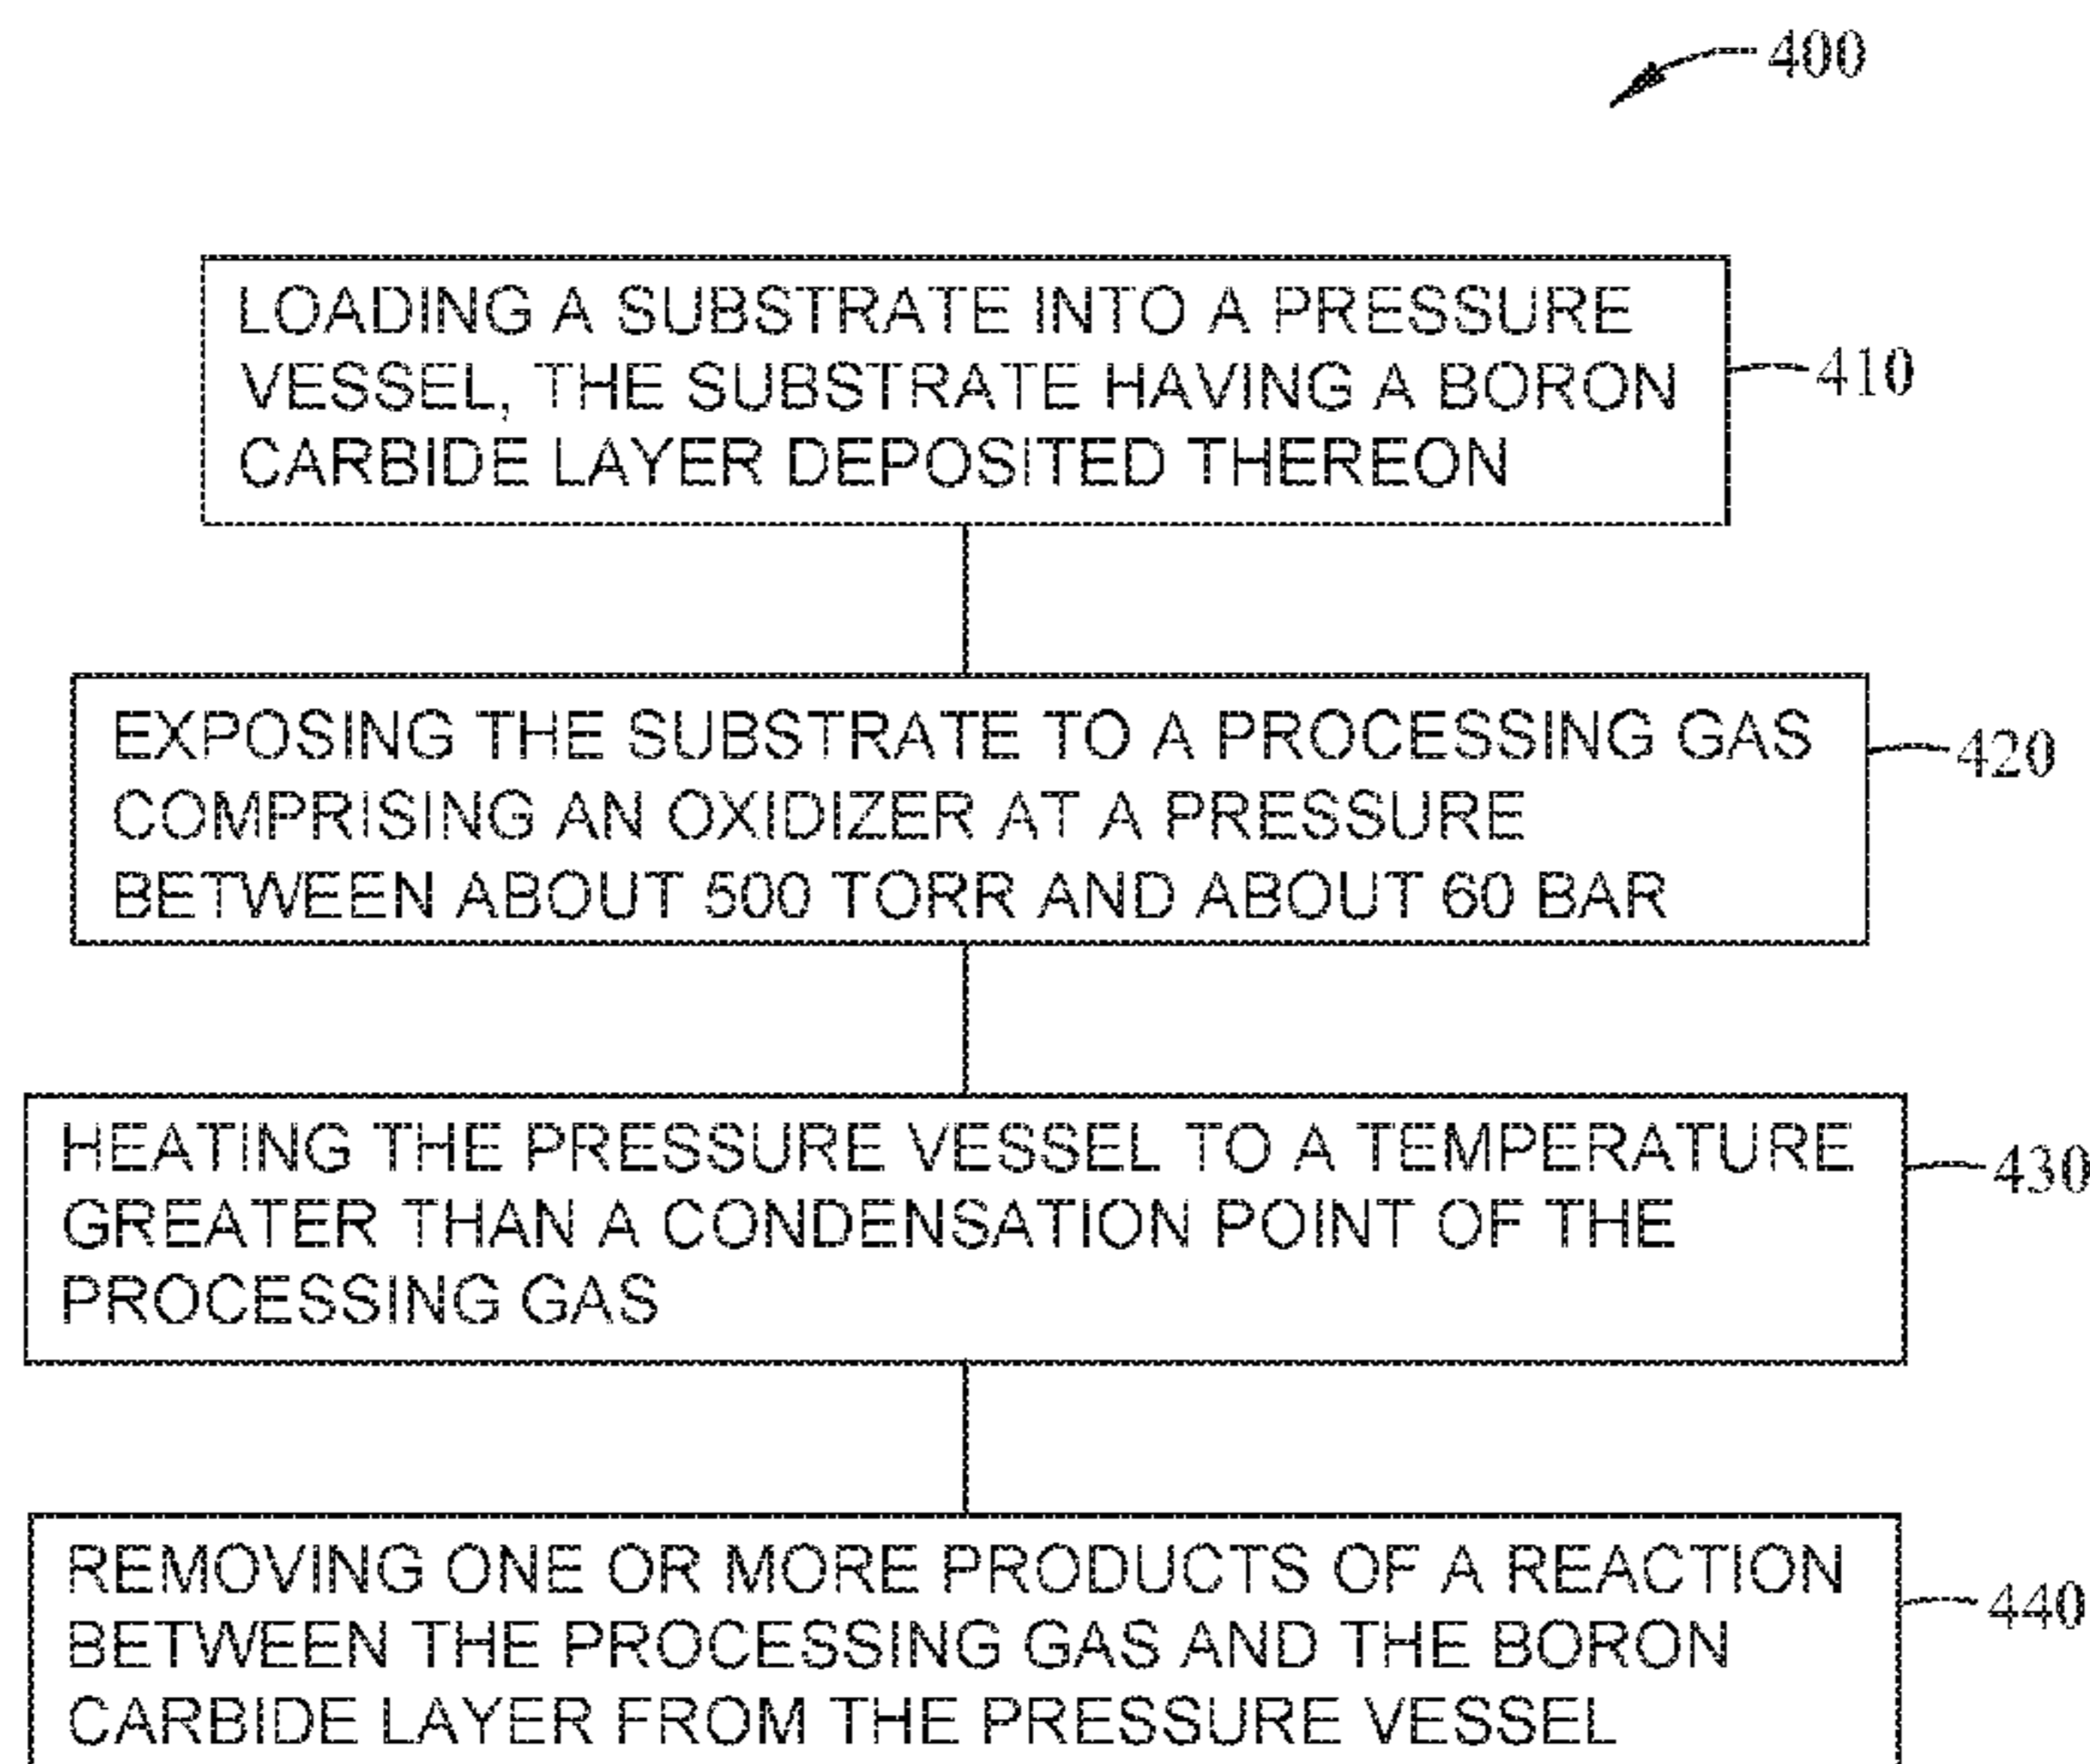 400
LOADING A SUBSTRATE INTO A PRESSURE
VESSEL, THE SUBSTRATE HAVING A BORON
CARBIDE LAYER DEPOSITED THEREON
410
EXPOSING THE SUBSTRATE TO A PROCESSING GAS
COMPRISING AN OXIDIZER AT A PRESSURE
BETWEEN ABOUT 500 TORR AND ABOUT 60 BAR
420
HEATING THE PRESSURE VESSEL TO A TEMPERATURE
GREATER THAN A CONDENSATION POINT OF THE
PROCESSING GAS
430
REMOVING ONE OR MORE PRODUCTS OF A REACTION
BETWEEN THE PROCESSING GAS AND THE BORON
CARBIDE LAYER FROM THE PRESSURE VESSEL
440